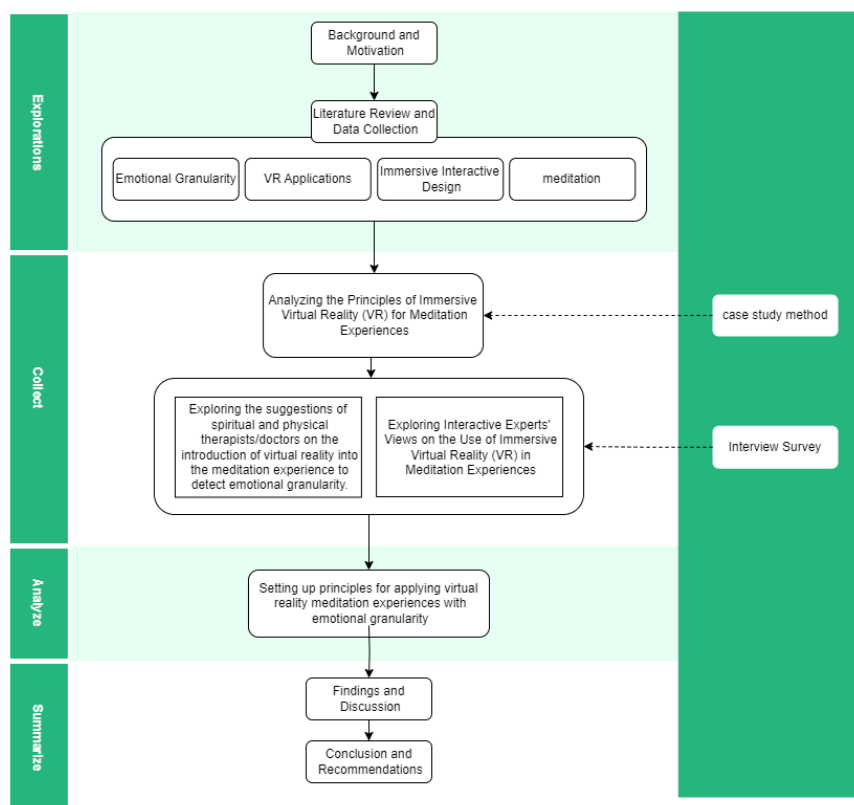 Explorations
Background and
Motivation
Literature Review and
Data Collection
Emotional Granularity
VR Applications
Immersive Interactive
Design
meditation
Collect
Analyzing the Principles of Immersive
Virtual Reality (VR) for Meditation
Experiences
case study method
Exploring the suggestions of
spiritual and physical
therapists/doctors on the
introduction of virtual reality into
the meditation experience to
detect emotional granularity.
Exploring Interactive Experts'
Views on the Use of Immersive
Virtual Reality (VR) in
Meditation Experiences
Interview Survey
Analyze
Setting up principles for applying virtual
reality meditation experiences with
emotional granularity
Summarize
Findings and
Discussion
Conclusion and
Recommendations